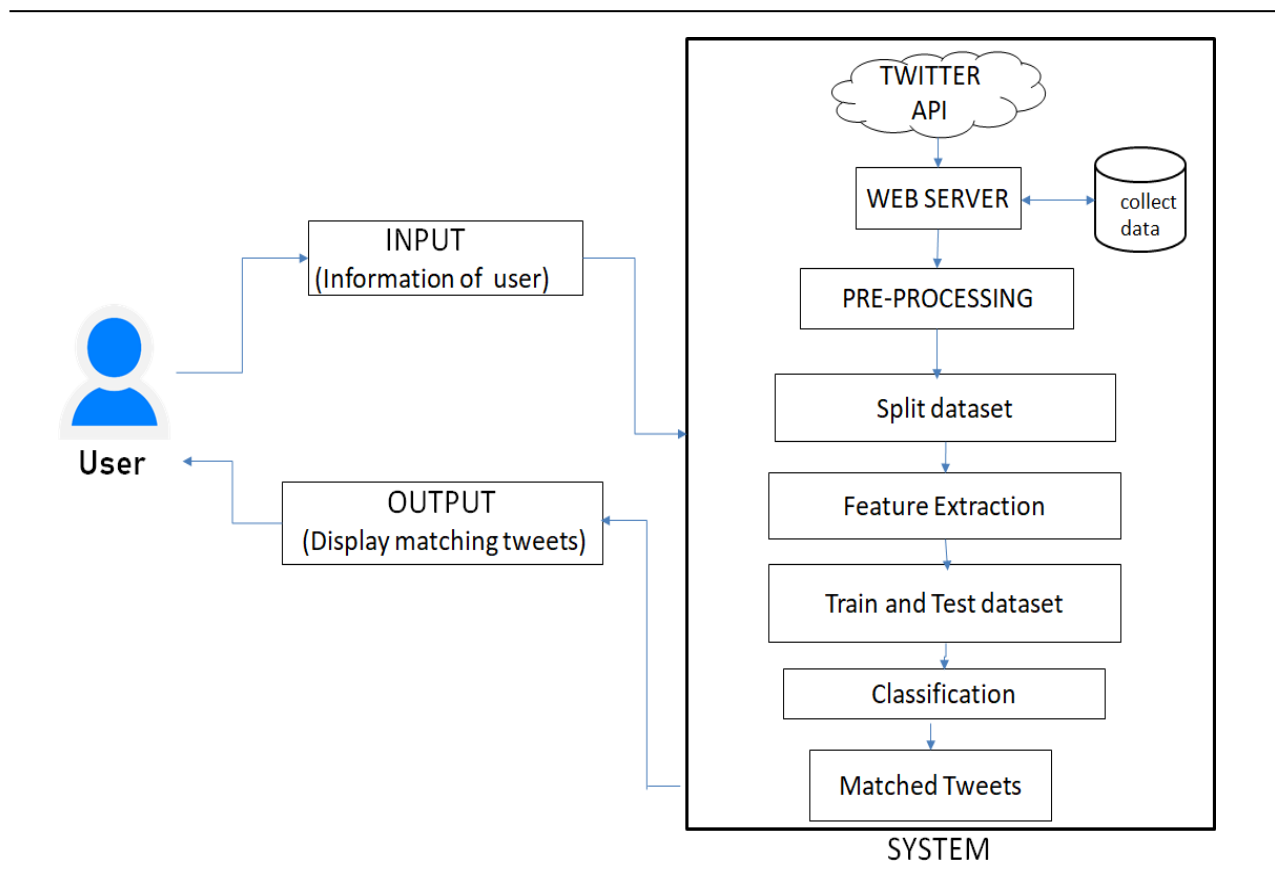 TWITTER
API
WEB SERVER
collect
data
INPUT
(Information of user)
PRE-PROCESSING
Split dataset
User
OUTPUT
(Display matching tweets)
Feature Extraction
Train and Test dataset
Classification
Matched Tweets
SYSTEM